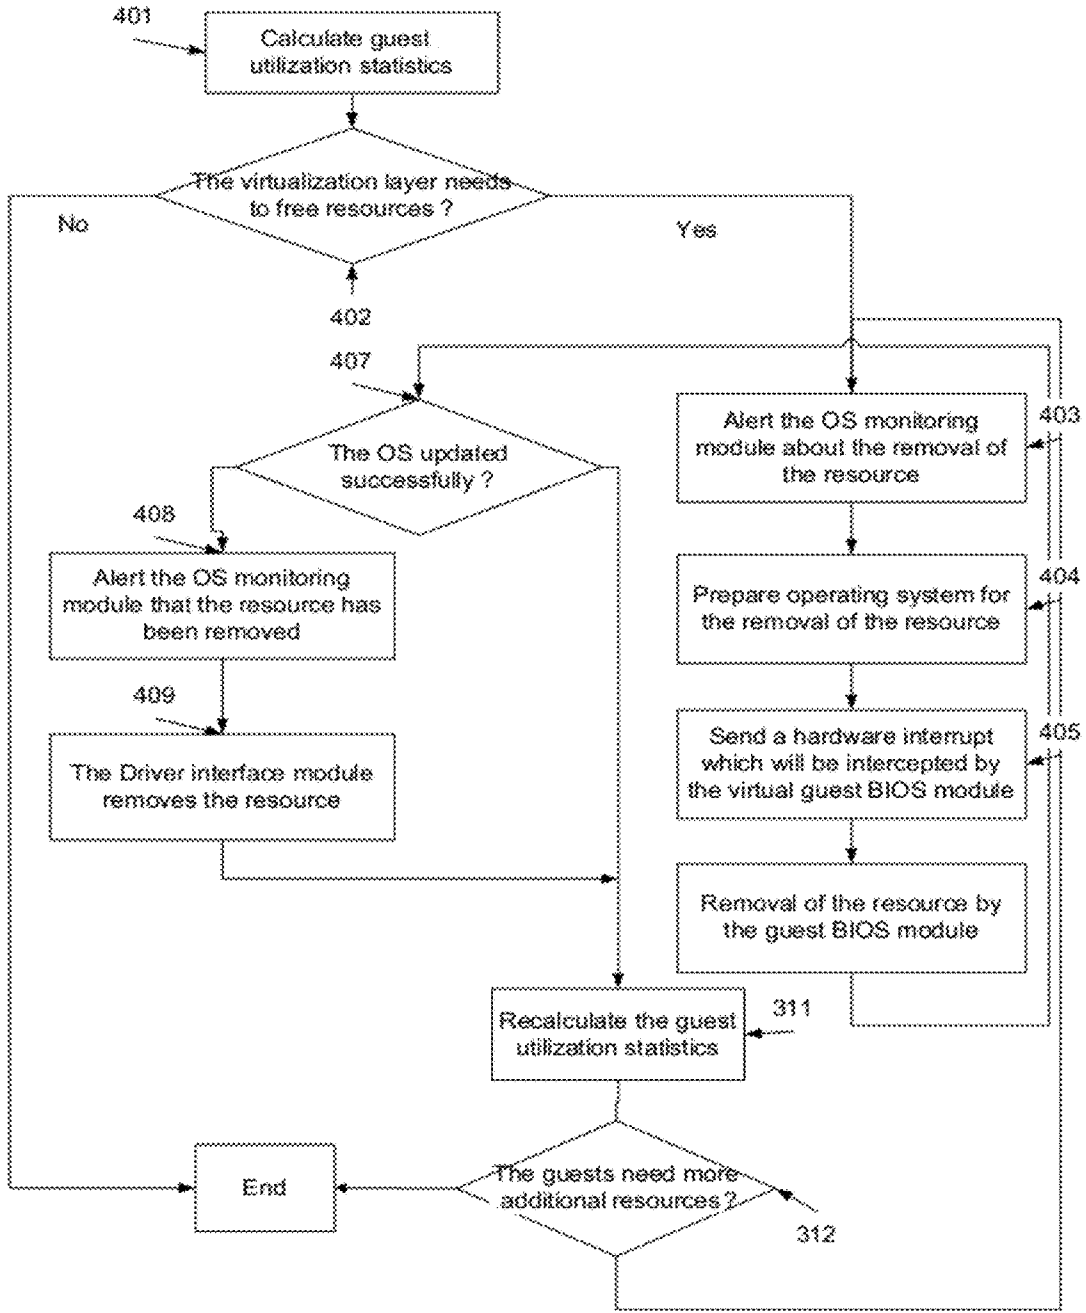 401
Calculate guest
utilization statistics
The virtualization layer needs
to free resources ?
No
Yes
402
407
The OS updated
successfully ?
403
Alert the OS monitoring
module about the removal of
the resource
408
Alert the OS monitoring
module that the resource has
been removed
404
Prepare operating system for
the removal of the resource
409
The Driver interface module
removes the resource
405
Send a hardware interrupt
which will be intercepted by
the virtual guest BIOS module
Removal of the resource by
the guest BIOS module
311
Recalculate the guest
utilization statistics
End
The guests need more
additional resources ?
312